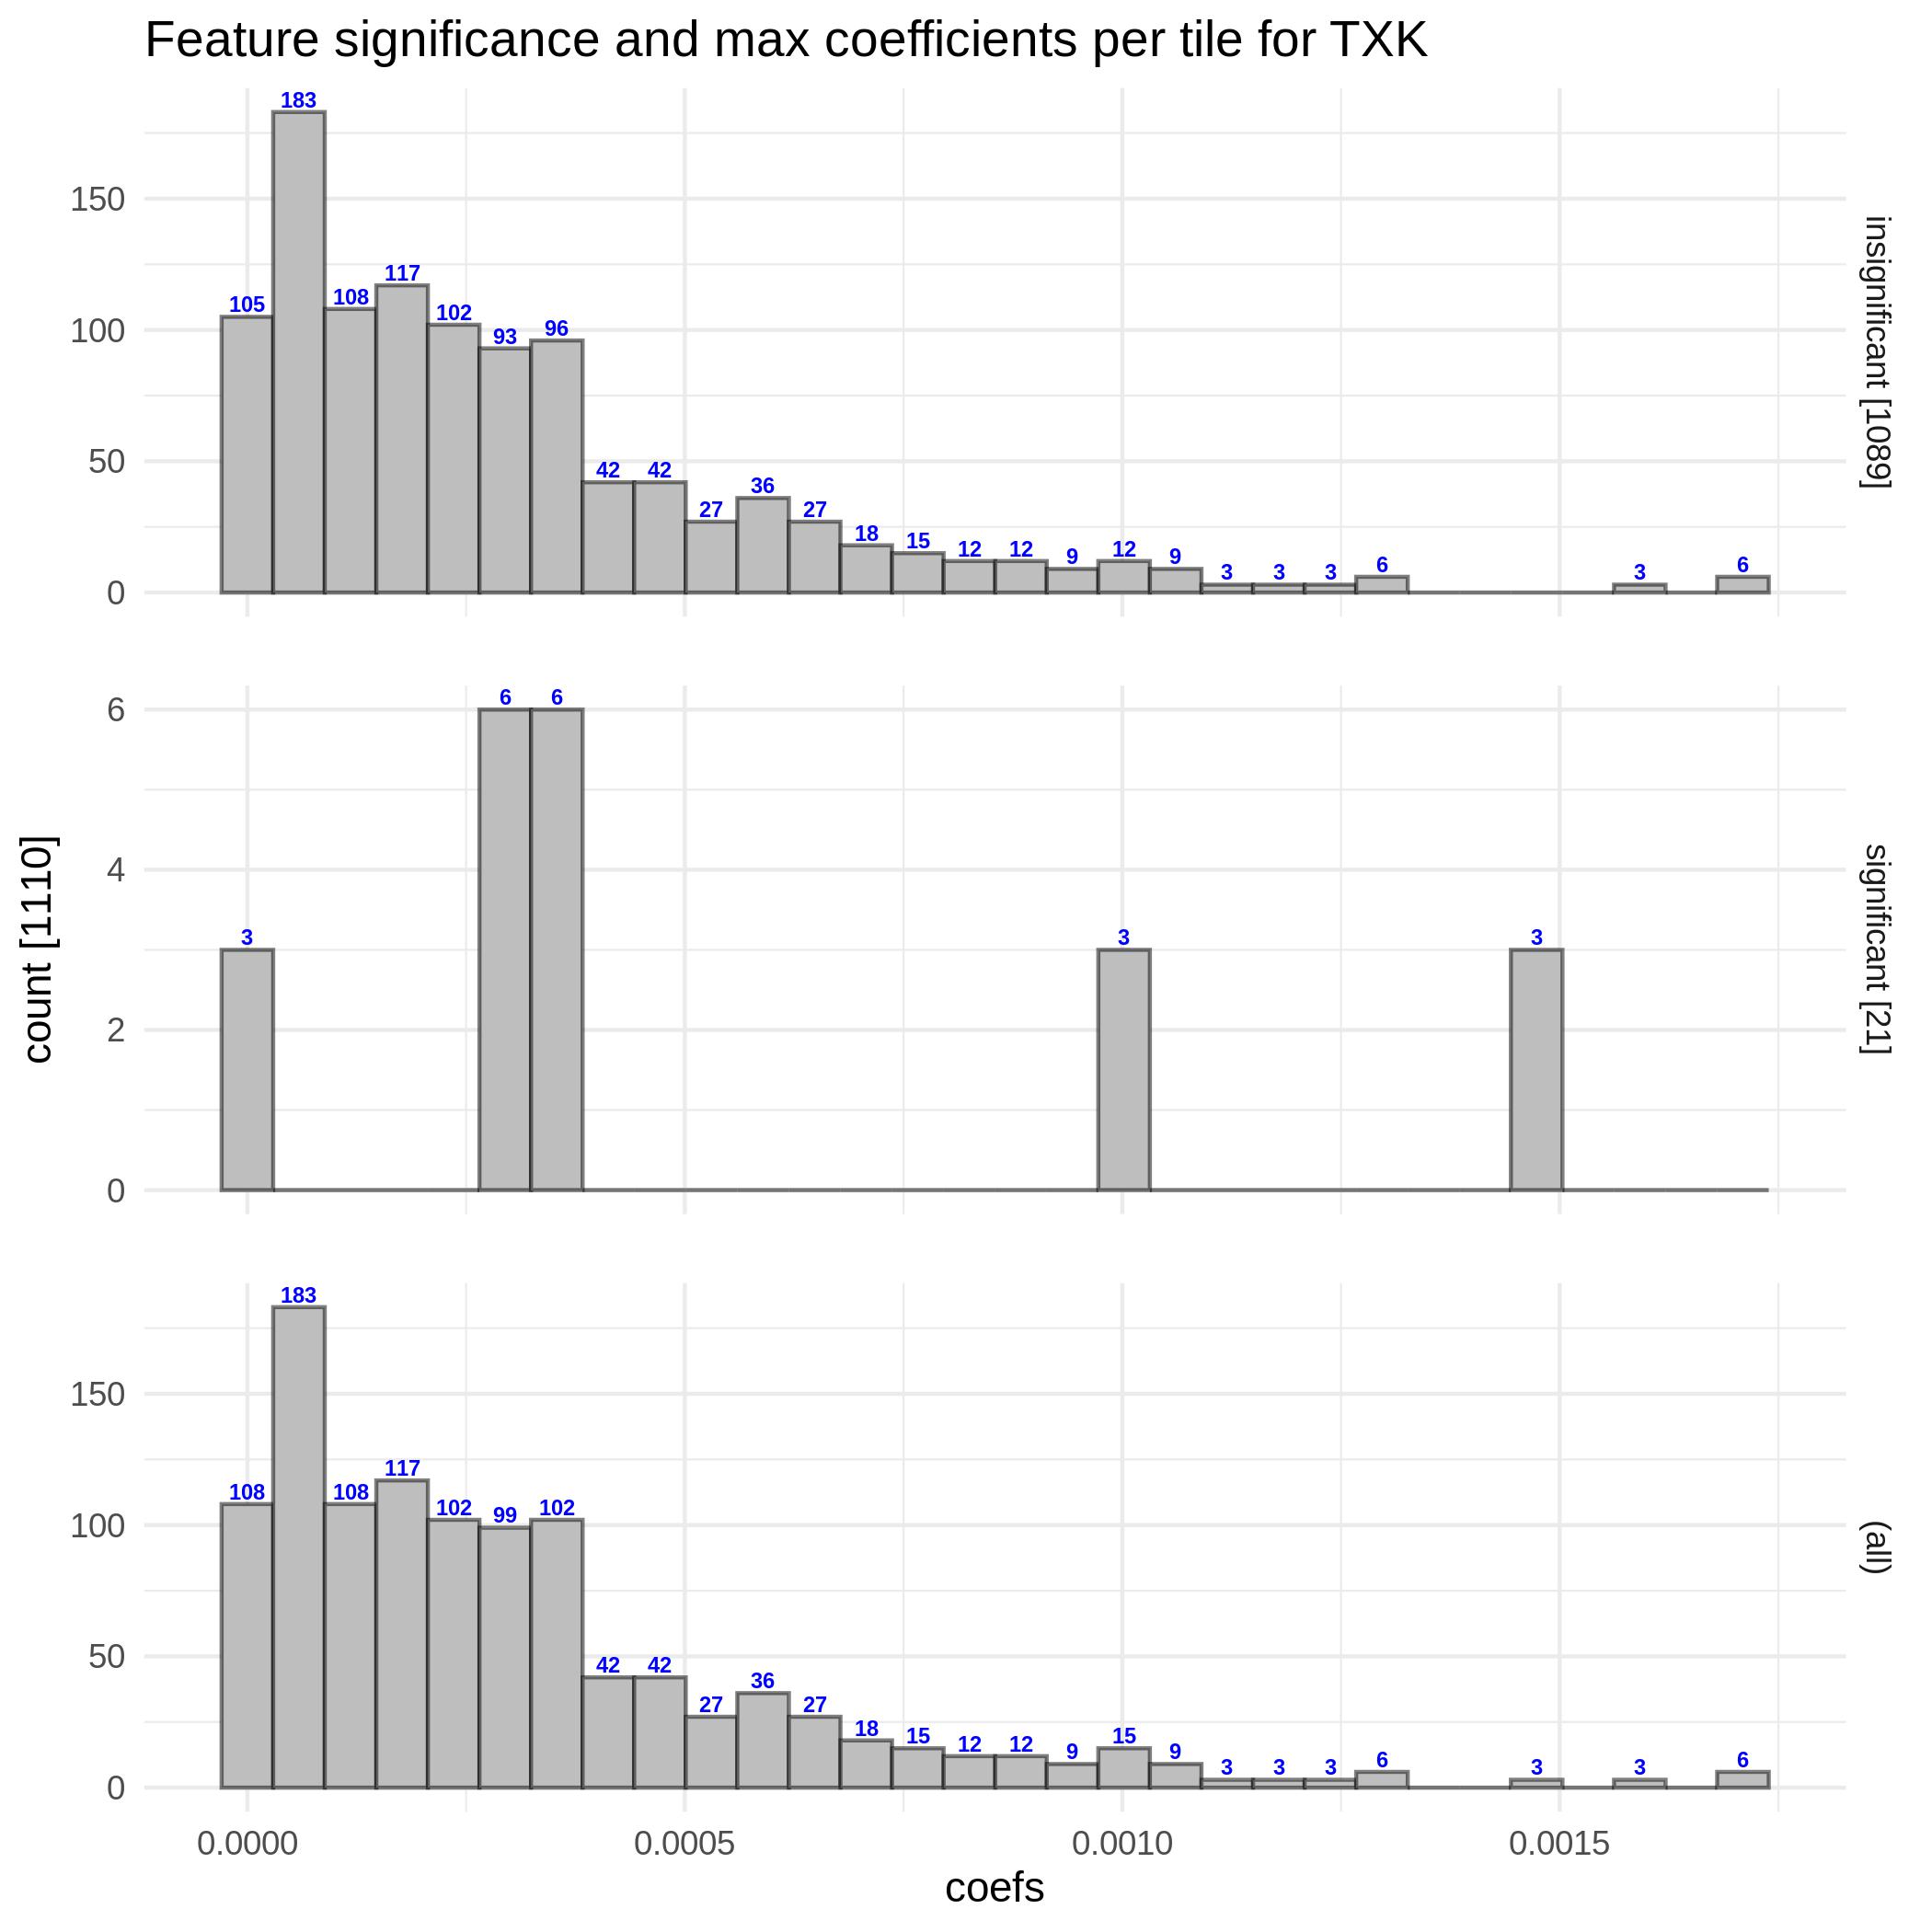 Feature significance and max coefficients per tile for TXK
183
150
105 108 117 102 93 96
100
50
42 42 27 36 27 18 15 12 12 9 12 9 3 3 3 6 3 6
0
insignificant [1089]
count [1110]
6
6 6
4
3 3 3
2
0
significant [21]
183
150
108 108 117 102 99 102
100
50
42 42 27 36 27 18 15 12 12 9 15 9 3 3 3 6 3 3 6
0
(all)
0.0000 0.0005 0.0010 0.0015
coefs